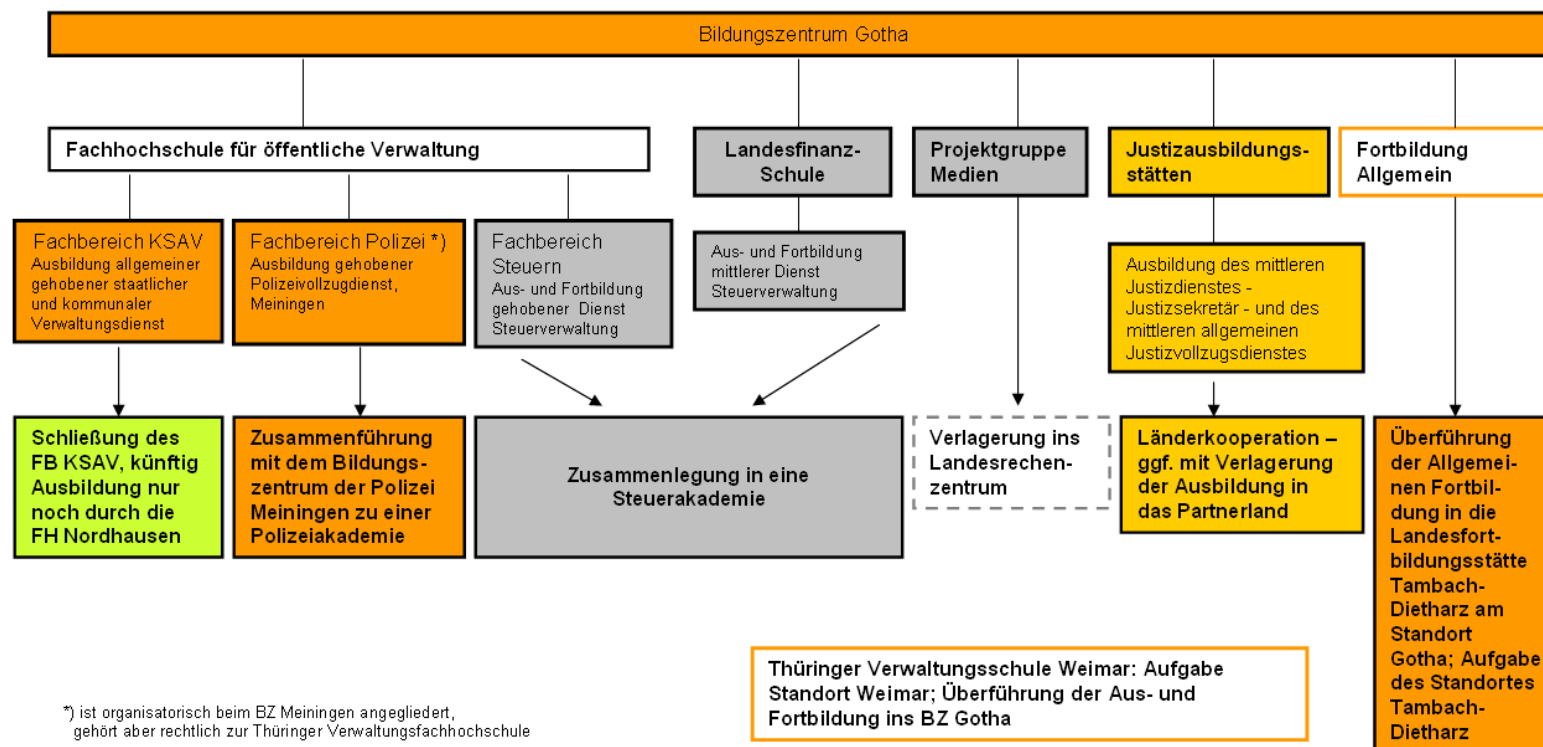 Bildungszentrum Gotha
Fachhochschule für öffentliche Verwaltung
Landesfinanz-
Schule
Projektgruppe
Medien
Justizausbildungs-
stätten
Fortbildung
Allgemein
Fachbereich KSAV
Ausbildung allgemeiner
gehobener staatlicher
und kommunaler
Verwaltungsdienst
Fachbereich Polizei *)
Ausbildung gehobener
Polizeivollzugdienst,
Meiningen
Fachbereich
Steuern
Aus- und Fortbildung
gehobener Dienst
Steuerverwaltung
Aus- und Fortbildung
mittlerer Dienst
Steuerverwaltung
Ausbildung des mittleren
Justizdienstes -
Justizsekretär - und des
mittleren allgemeinen
Justizvollzugsdienstes
Schließung des
FB KSAV, künftig
Ausbildung nur
noch durch die
FH Nordhausen
Zusammenführung
mit dem Bildungs-
zentrum der Polizei
Meiningen zu einer
Polizeiakademie
Zusammenlegung in eine
Steuerakademie
Verlagerung ins
Landesrechen-
zentrum
Länderkooperation –
ggf. mit Verlagerung
der Ausbildung in
das Partnerland
Überführung
der Allgemei-
nen Fortbil-
dung in die
Landesfort-
bildungsstätte
Tambach-
Dietharz am
Standort
Gotha; Aufgabe
des Standortes
Tambach-
Dietharz
Thüringer Verwaltungsschule Weimar: Aufgabe
Standort Weimar; Überführung der Aus- und
Fortbildung ins BZ Gotha
*) ist organisatorisch beim BZ Meiningen angegliedert,
gehört aber rechtlich zur Thüringer Verwaltungsfachhochschule